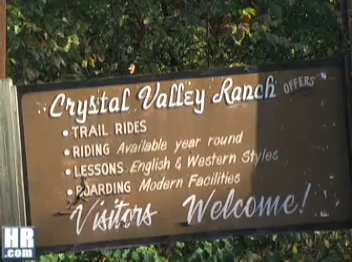 Crystal Valley Ranch OFFERS
• TRAIL RIDES
• RIDING Available year round
• LESSONS English & Western Styles
• BOARDING Modern Facilities
Visitors Welcome!
HR
.com